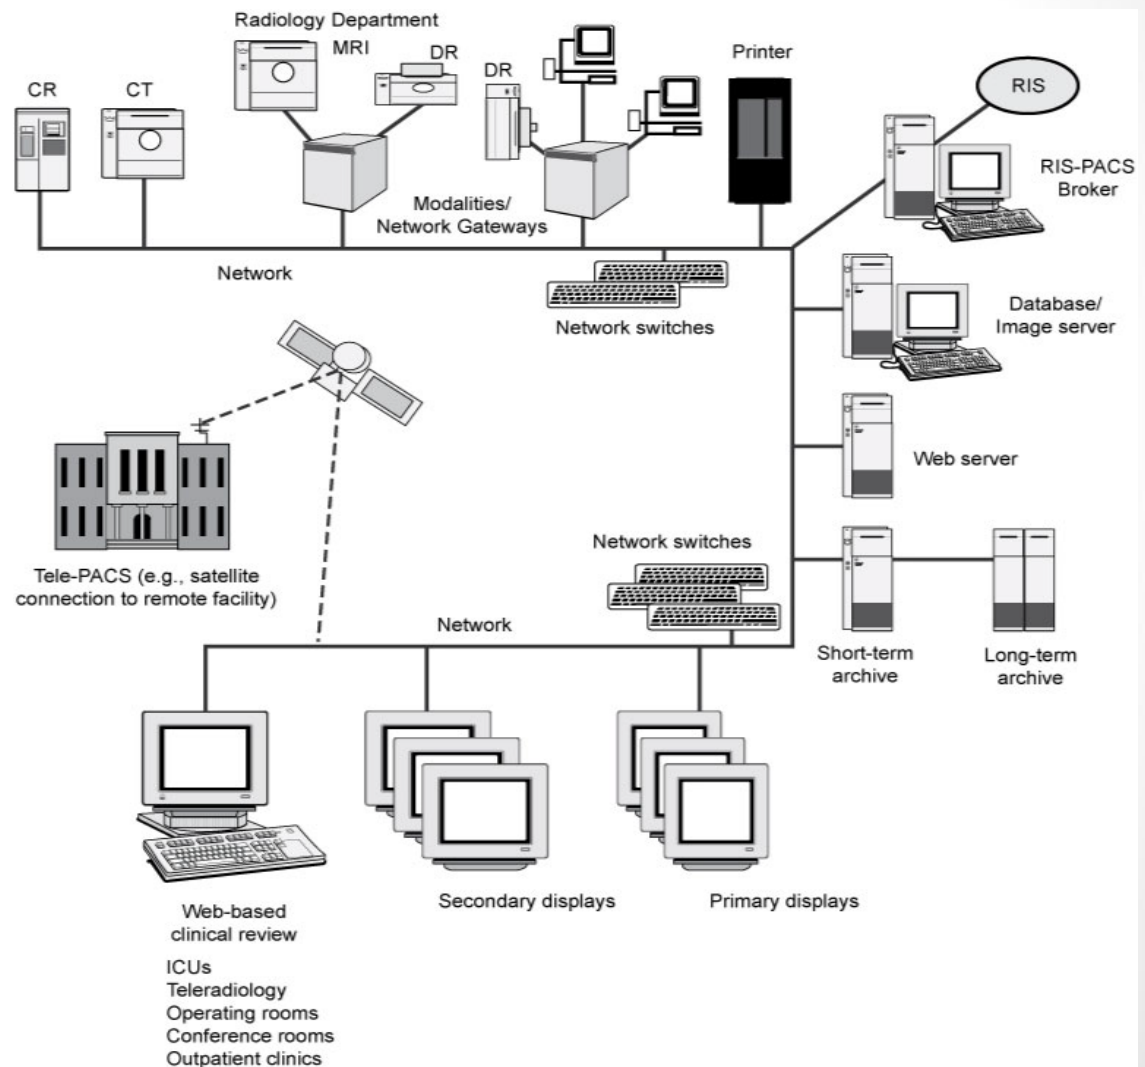 Radiology Department
MRI
DR
CR
CT
DR
Printer
RIS
RIS-PACS
Broker
Modalities/
Network Gateways
Network
Network switches
Database/
Image server
Web server
Tele-PACS (e.g., satellite
connection to remote facility)
Network switches
Network
Short-term
archive
Long-term
archive
Secondary displays
Primary displays
Web-based
clinical review
ICUs
Teleradiology
Operating rooms
Conference rooms
Outpatient clinics